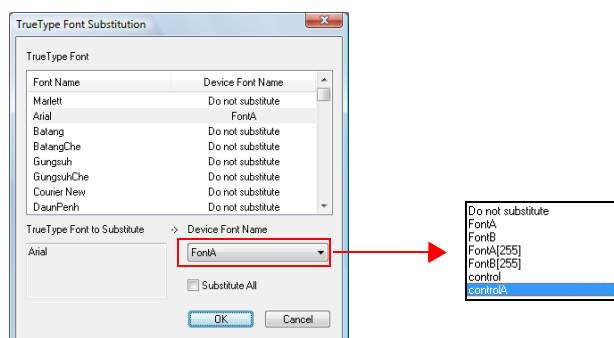 TrueType Font Substitution
TrueType Font
Font Name Device Font Name
Marlett Do not substitute
Arial FontA
Batang Do not substitute
BatangChe Do not substitute
Gungsuh Do not substitute
GungsuhChe Do not substitute
Courier New Do not substitute
DaunPenh Do not substitute
TrueType Font to Substitute -> Device Font Name
Arial FontA
Substitute All
OK Cancel
Do not substitute
FontA
FontB
FontA[255]
FontB[255]
control
controlA